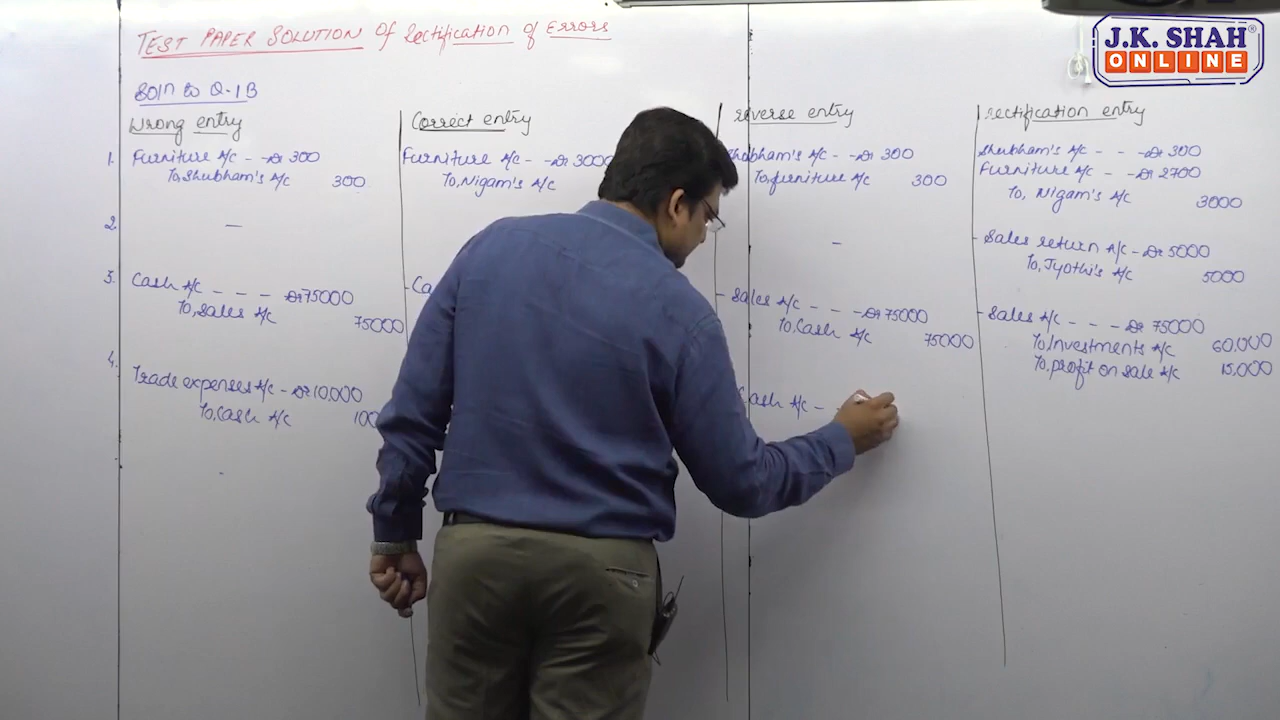 TEST PAPER SOLUTION Of Rectification of Errors
J.K. SHAH®
ONLINE
Soln to Q-1B
Wrong entry
1. Furniture A/c - - Dr 300
To, Shubham's A/c 300
2. -
3. Cash A/c - - - Dr 75000
To, Sales A/c 75000
4. Trade expenses A/c - Dr 10,000
To, Cash A/c 100
Correct entry
Furniture A/c - - Dr 3000
To, Nigam's A/c
Reverse entry
Shubham's A/c - - Dr 300
To, furniture A/c 300
-
Sales A/c - - - Dr 75000
To, Cash A/c 75000
Cash A/c - -
rectification entry
Shubham's A/c - - - Dr 300
Furniture A/c - - Dr 2700
To, Nigam's A/c 3000
Sales return A/c - Dr 5000
To, Jyothi's A/c 5000
Sales A/c - - - Dr 75000
To, Investments A/c 60,000
To, profit on sale A/c 15,000